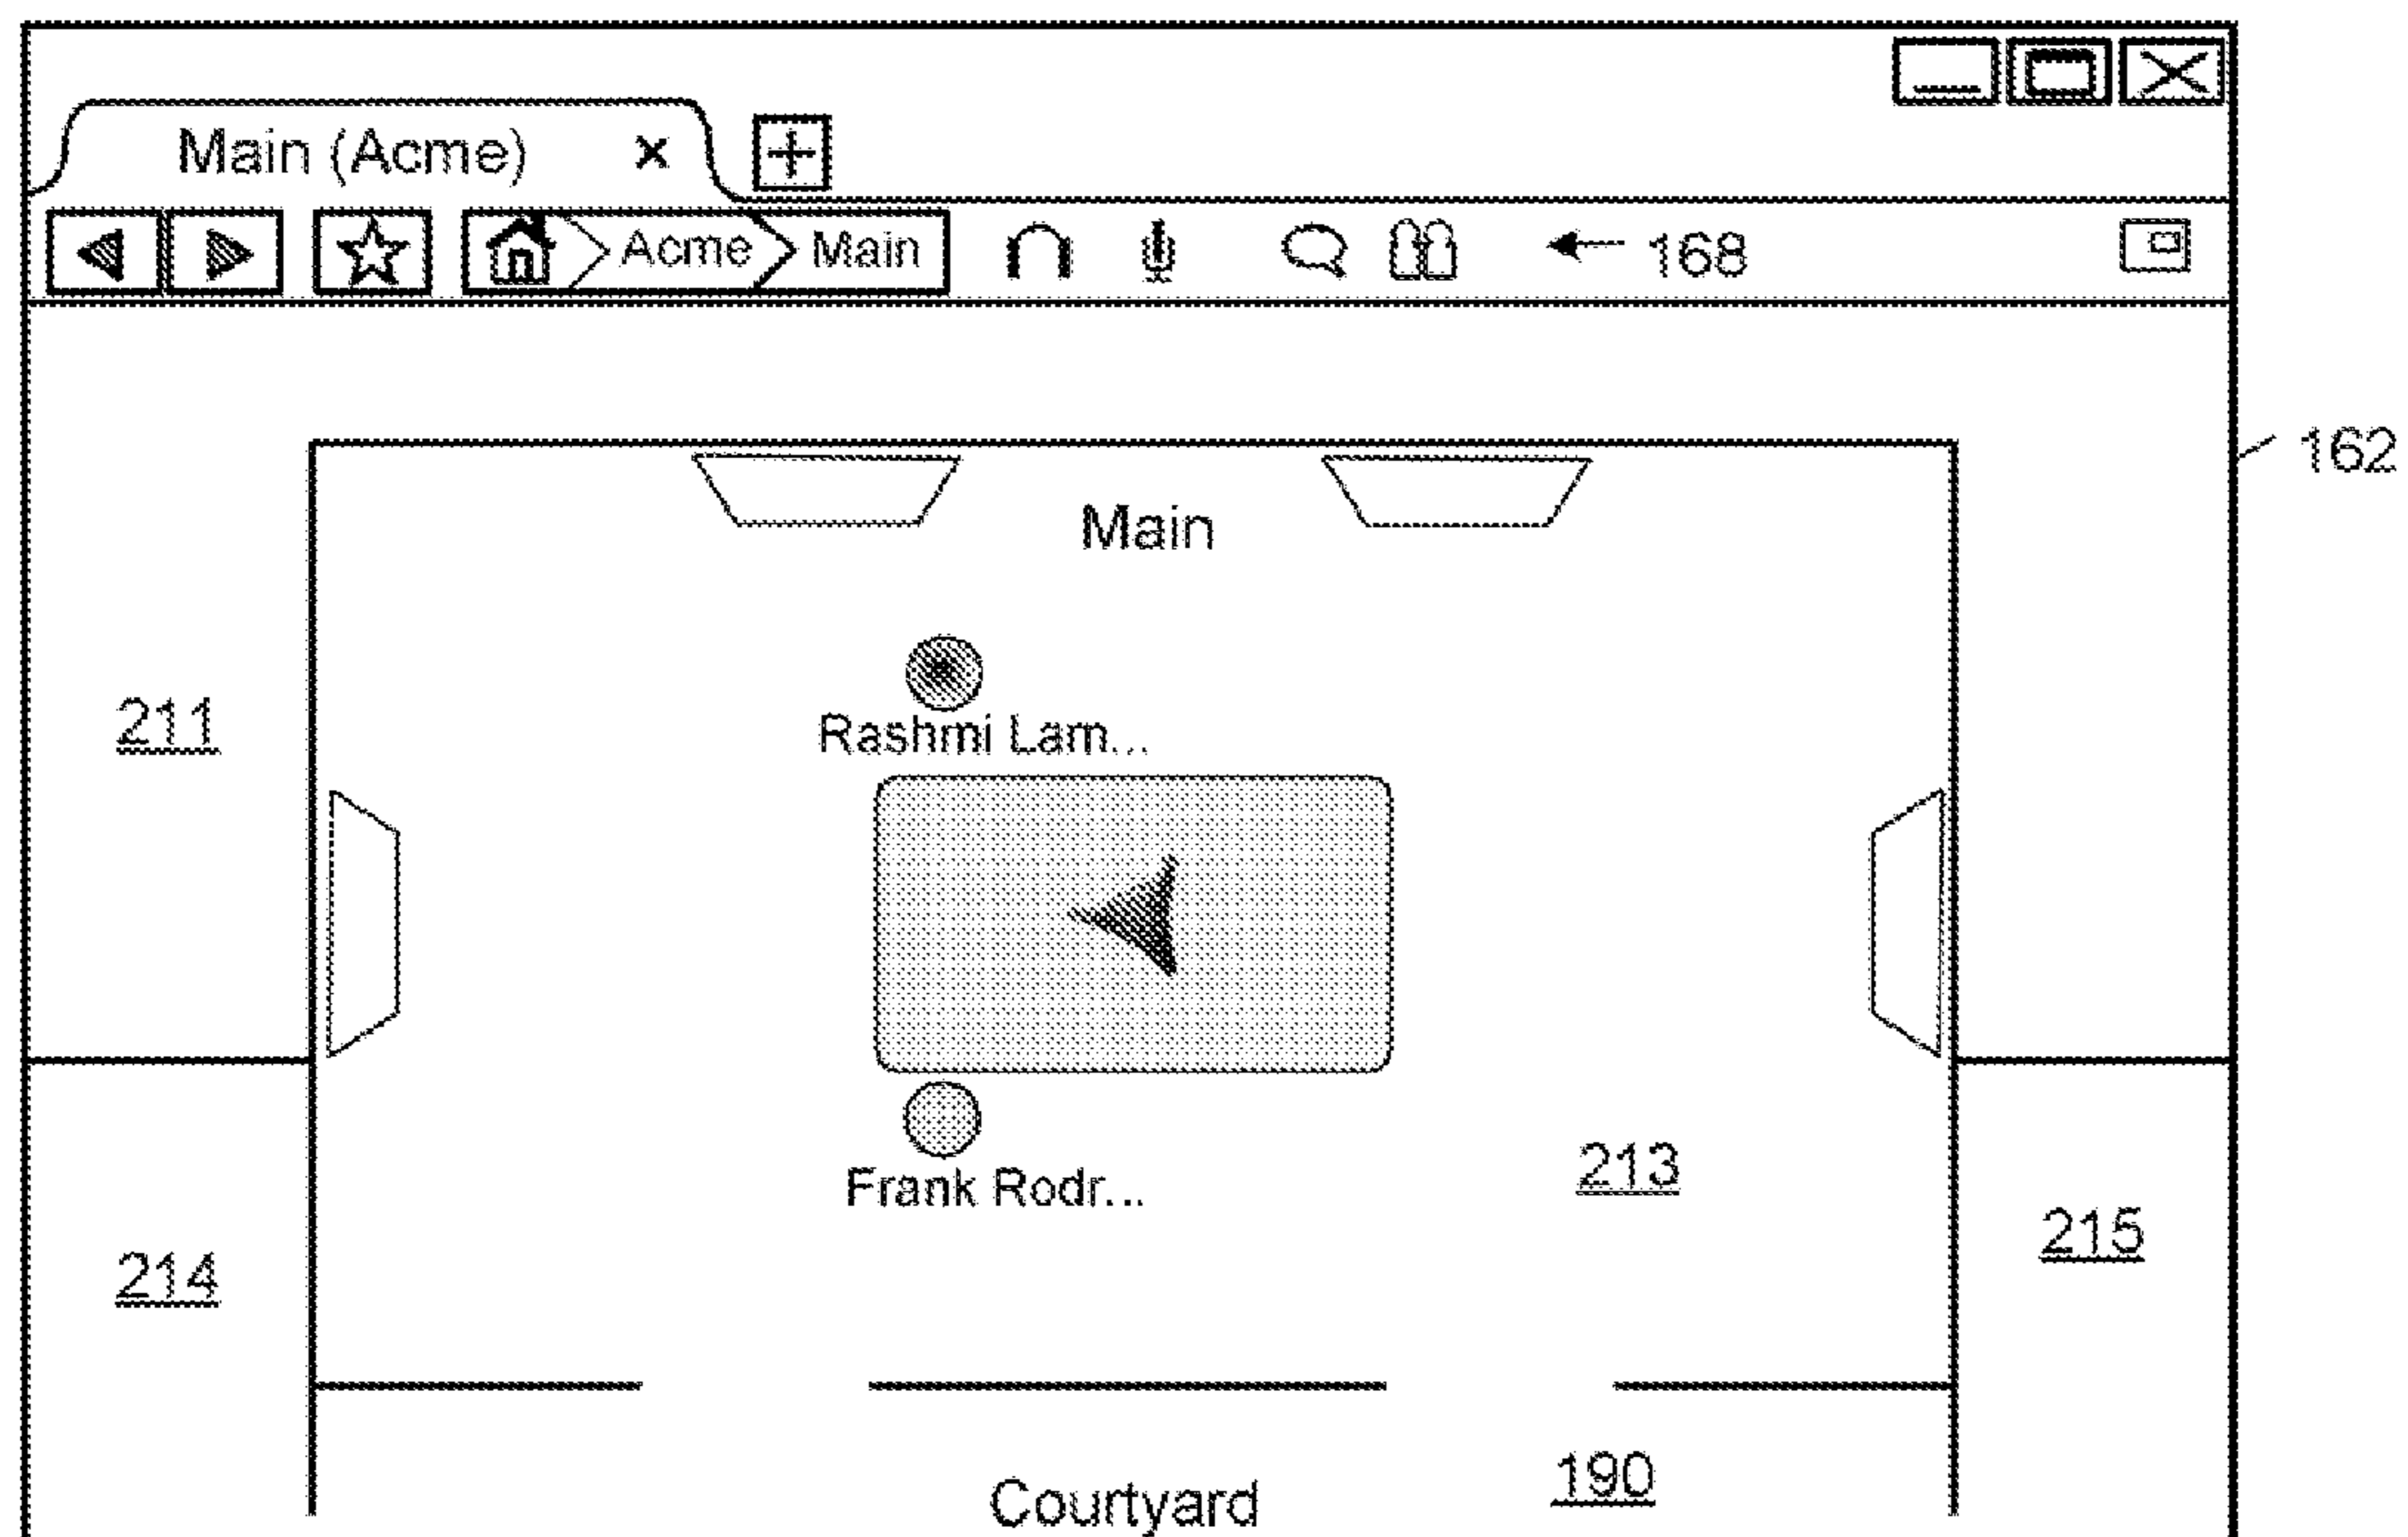 Main (Acme) ×
Acme Main 168
162
Main
211
Rashmi Lam...
213
Frank Rodr...
215
214
190
Courtyard